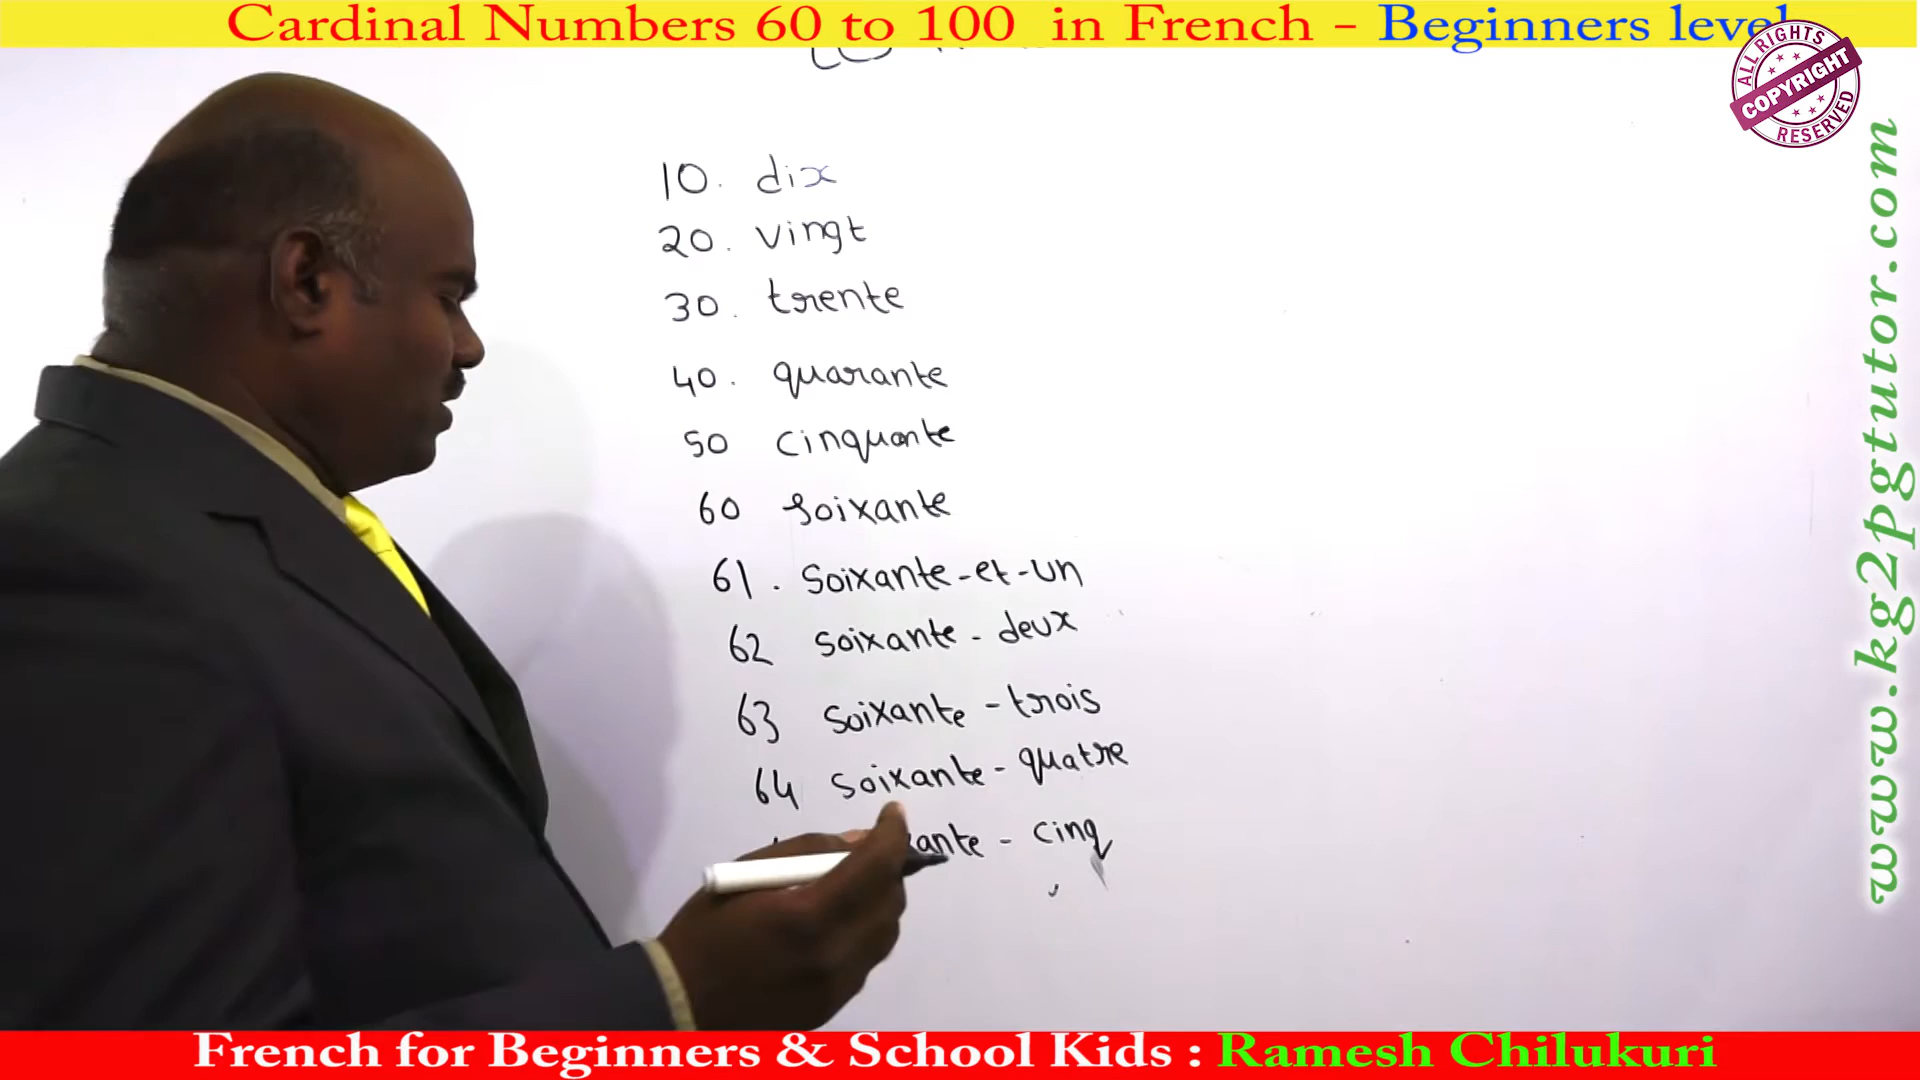 Cardinal Numbers 60 to 100 in French - Beginners level
ALL RIGHTS
COPYRIGHT
RESERVED
10. dix
20. vingt
30. trente
40. quarante
50 cinquante
60 soixante
61. soixante-et-un
62 soixante-deux
63 soixante-trois
64 soixante-quatre
- cinq
www.kg2pgtutor.com
French for Beginners & School Kids : Ramesh Chilukuri